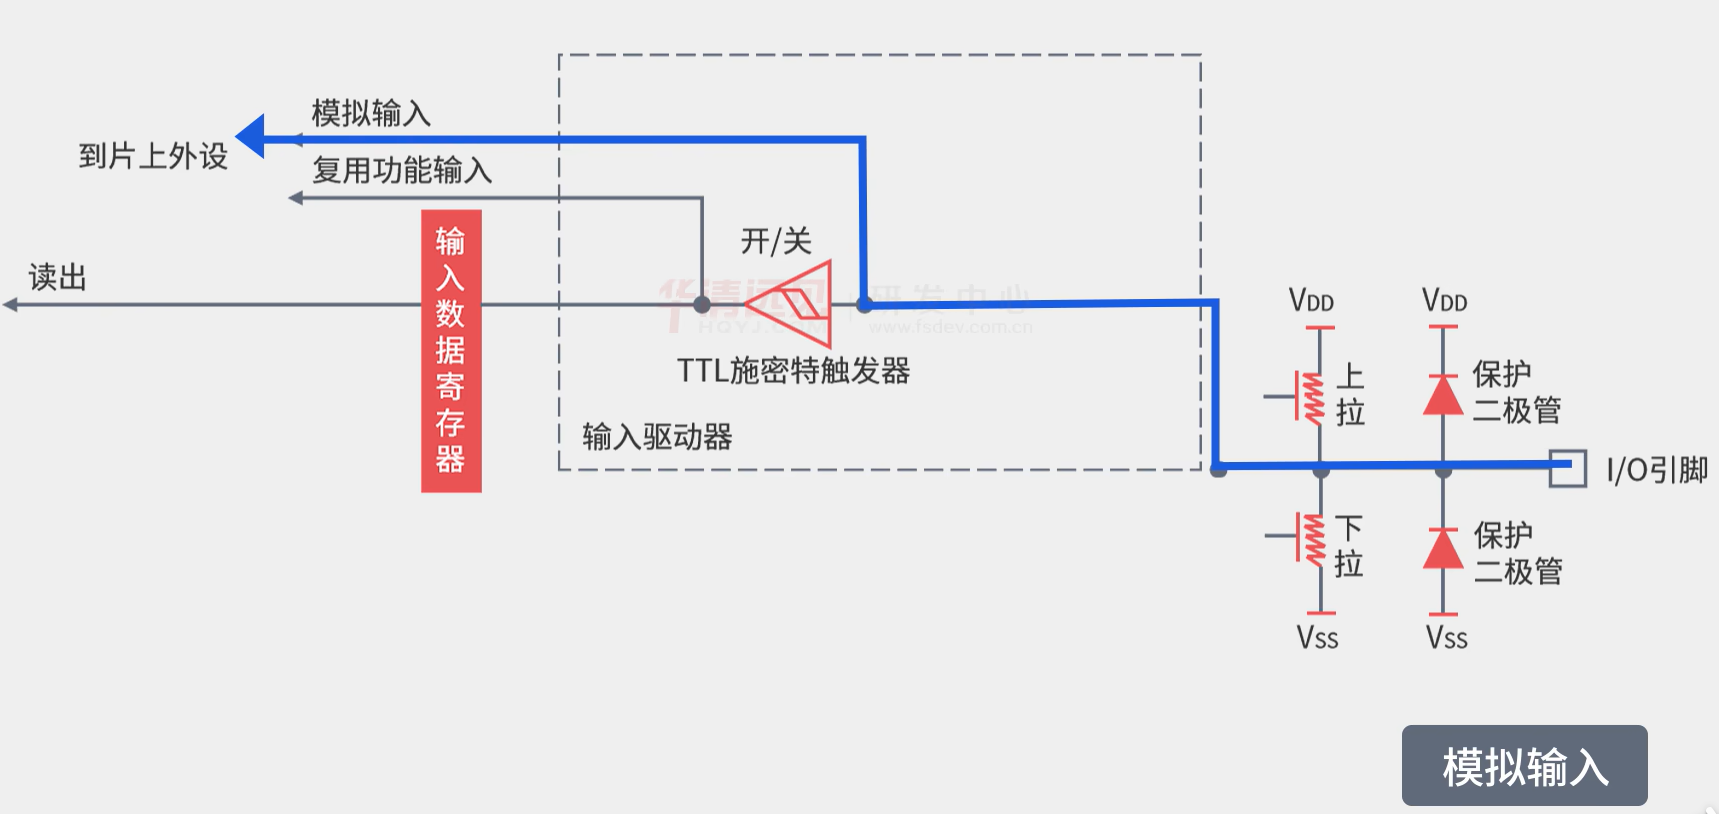 模拟输入
到片上外设
复用功能输入
输入数据寄存器
开/关
读出
华清远见 | 研发中心
HQYJ.COM
www.fsdev.com.cn
TTL施密特触发器
输入驱动器
VDD
VDD
上拉
保护
二极管
I/O引脚
下拉
保护
二极管
VSS
VSS
模拟输入